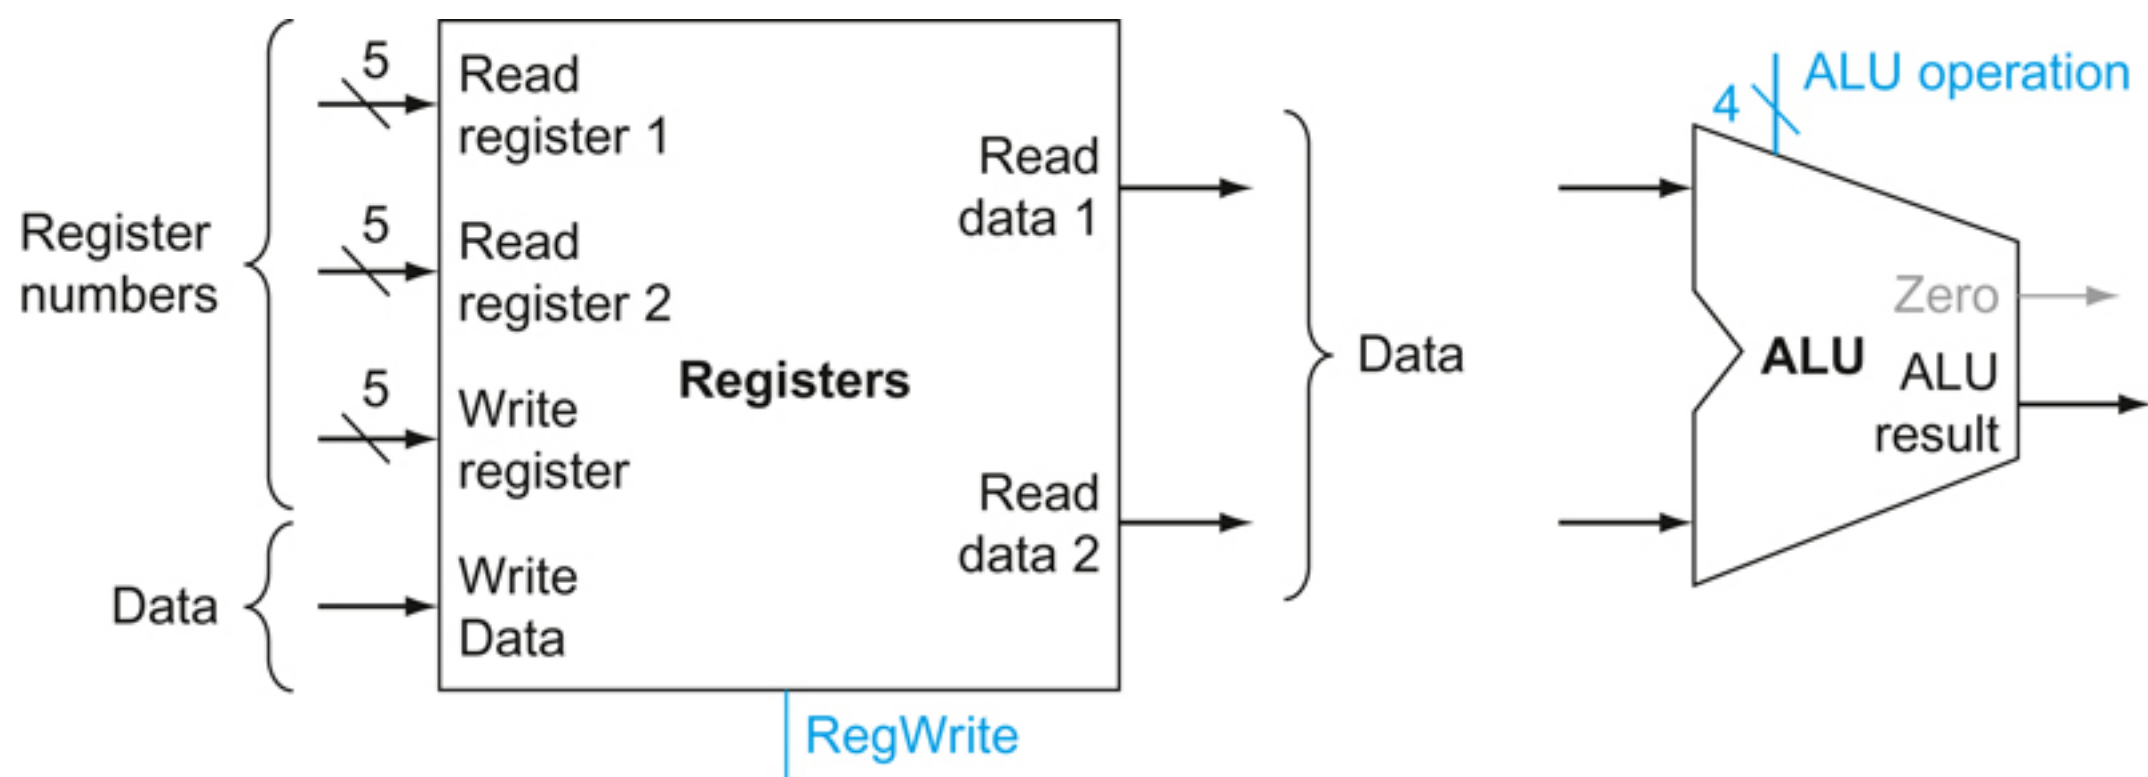 Register
numbers
Data
5
Read
register 1
5
Read
register 2
5
Write
register
Write
Data
Registers
Read
data 1
Read
data 2
RegWrite
Data
4
ALU operation
ALU
Zero
ALU
result